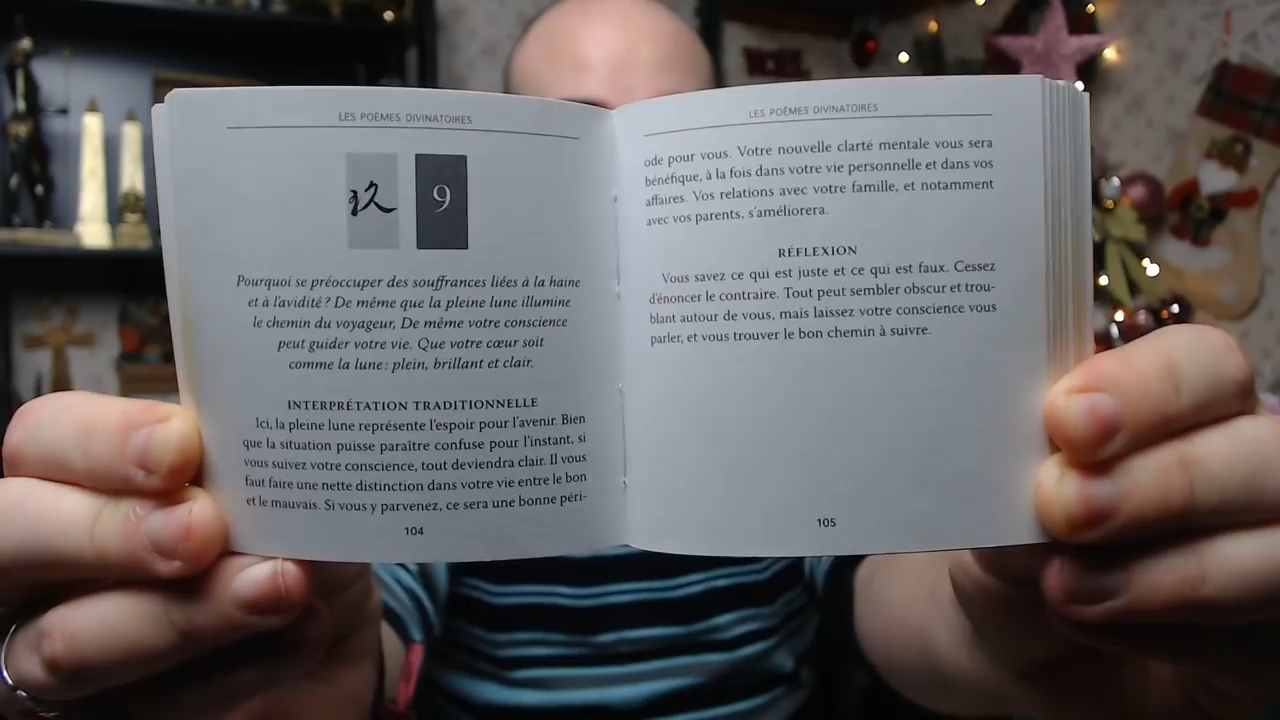 LES POÈMES DIVINATOIRES
玖
9
Pourquoi se préoccuper des souffrances liées à la haine
et à l'avidité ? De même que la pleine lune illumine
le chemin du voyageur, De même votre conscience
peut guider votre vie. Que votre cœur soit
comme la lune : plein, brillant et clair.
INTERPRÉTATION TRADITIONNELLE
Ici, la pleine lune représente l'espoir pour l'avenir. Bien
que la situation puisse paraître confuse pour l'instant, si
vous suivez votre conscience, tout deviendra clair. Il vous
faut faire une nette distinction dans votre vie entre le bon
et le mauvais. Si vous y parvenez, ce sera une bonne péri-
104
LES POÈMES DIVINATOIRES
ode pour vous. Votre nouvelle clarté mentale vous sera
bénéfique, à la fois dans votre vie personnelle et dans vos
affaires. Vos relations avec votre famille, et notamment
avec vos parents, s'améliorera.
RÉFLEXION
Vous savez ce qui est juste et ce qui est faux. Cessez
d'énoncer le contraire. Tout peut sembler obscur et trou-
blant autour de vous, mais laissez votre conscience vous
parler, et vous trouver le bon chemin à suivre.
105